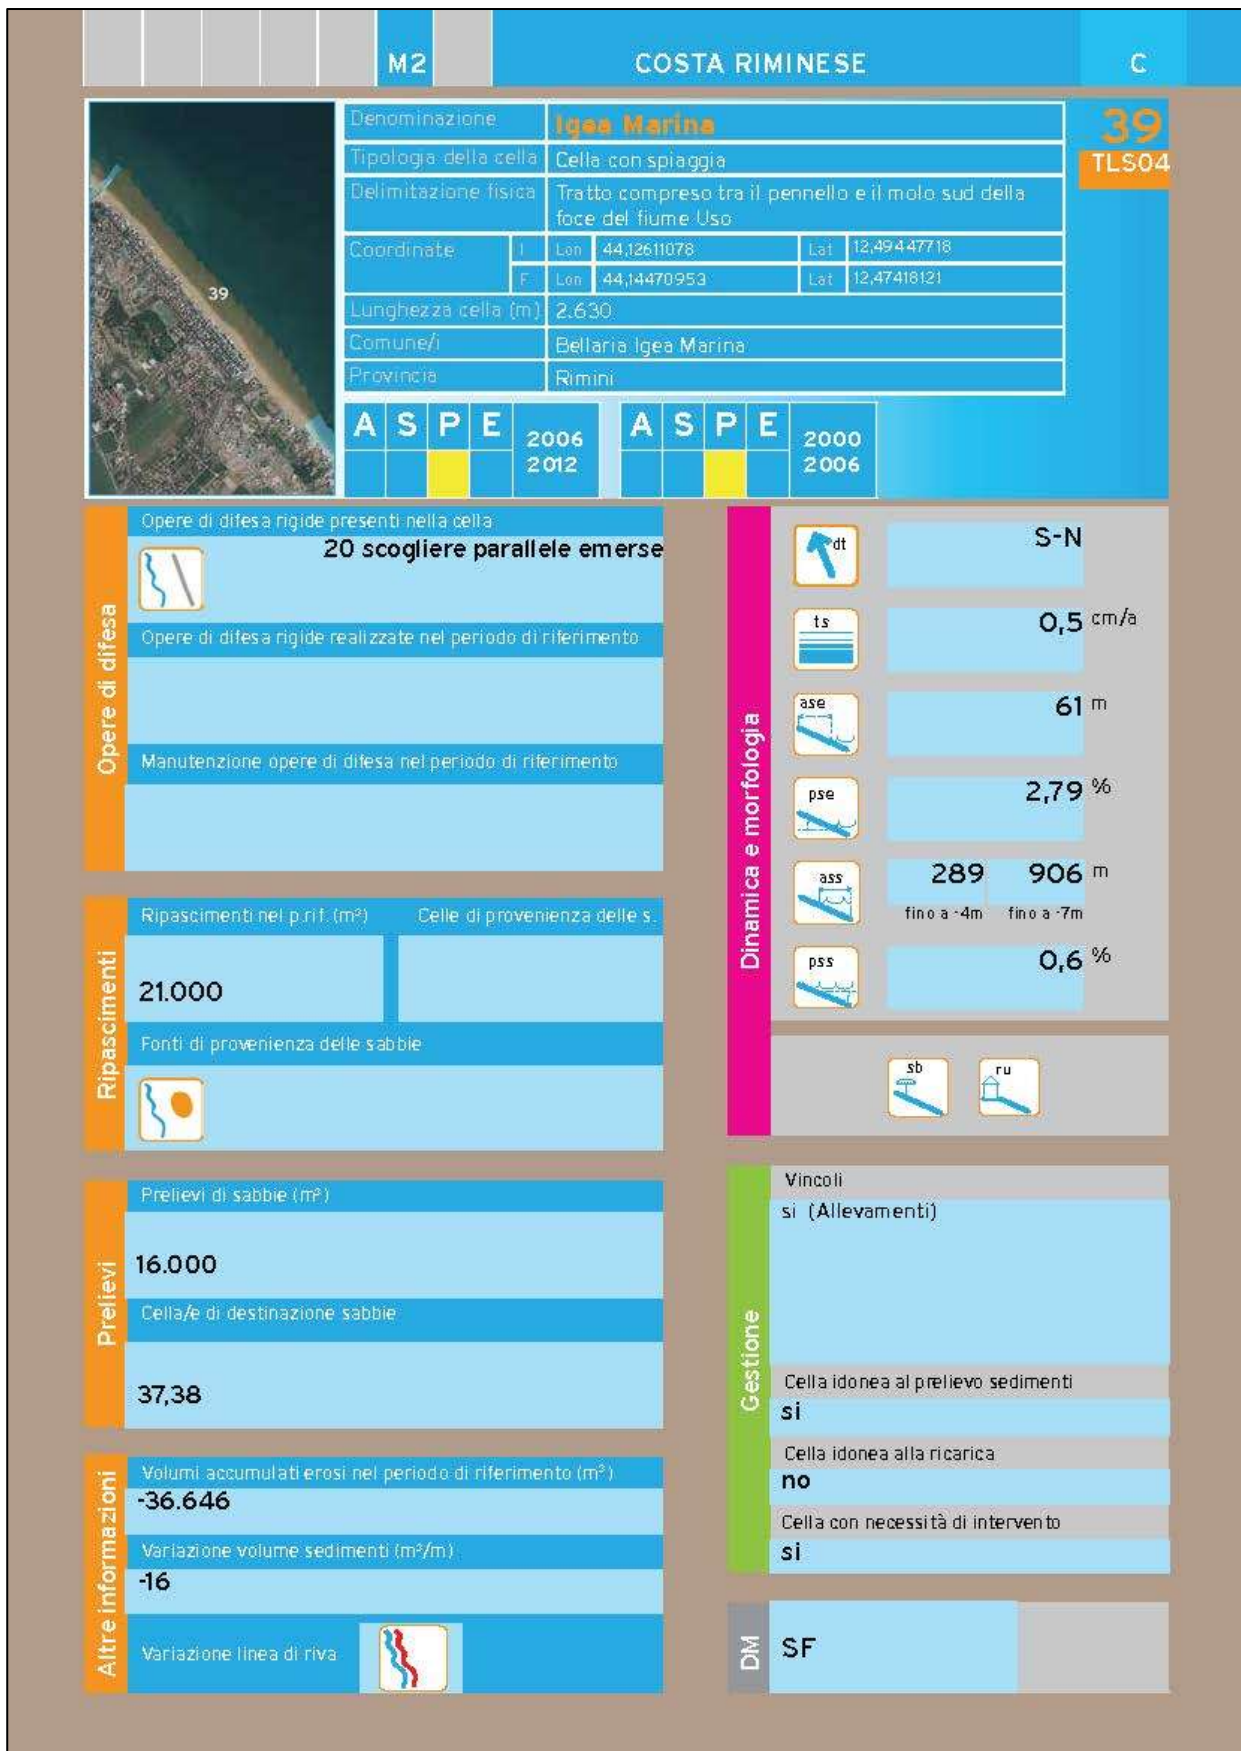 M2
COSTA RIMINESE
C
39
Denominazione
Igea Marina
39
TLS04
Tipologia della cella
Cella con spiaggia
Delimitazione fisica
Tratto compreso tra il pennello e il molo sud della
foce del fiume Uso
Coordinate
I Lon 44,12611078 Lat 12,49447718
F Lon 44,14470953 Lat 12,47418121
Lunghezza cella (m)
2.630
Comune/i
Bellaria Igea Marina
Provincia
Rimini
A S P E 2006
2012
A S P E 2000
2006
Opere di difesa
Opere di difesa rigide presenti nella cella
20 scogliere parallele emerse
Opere di difesa rigide realizzate nel periodo di riferimento
Manutenzione opere di difesa nel periodo di riferimento
Ripascimenti
Ripascimenti nel p.rif. (m³)
Celle di provenienza delle s.
21.000
Fonti di provenienza delle sabbie
Prelievi
Prelievi di sabbie (m³)
16.000
Cella/e di destinazione sabbie
37,38
Altre informazioni
Volumi accumulati erosi nel periodo di riferimento (m³)
-36.646
Variazione volume sedimenti (m³/m)
-16
Variazione linea di riva
Dinamica e morfologia
dt
S-N
ts
0,5 cm/a
ase
61 m
pse
2,79 %
ass
289 906 m
fino a -4m fino a -7m
pss
0,6 %
sb
ru
Gestione
Vincoli
si (Allevamenti)
Cella idonea al prelievo sedimenti
si
Cella idonea alla ricarica
no
Cella con necessità di intervento
si
DM
SF